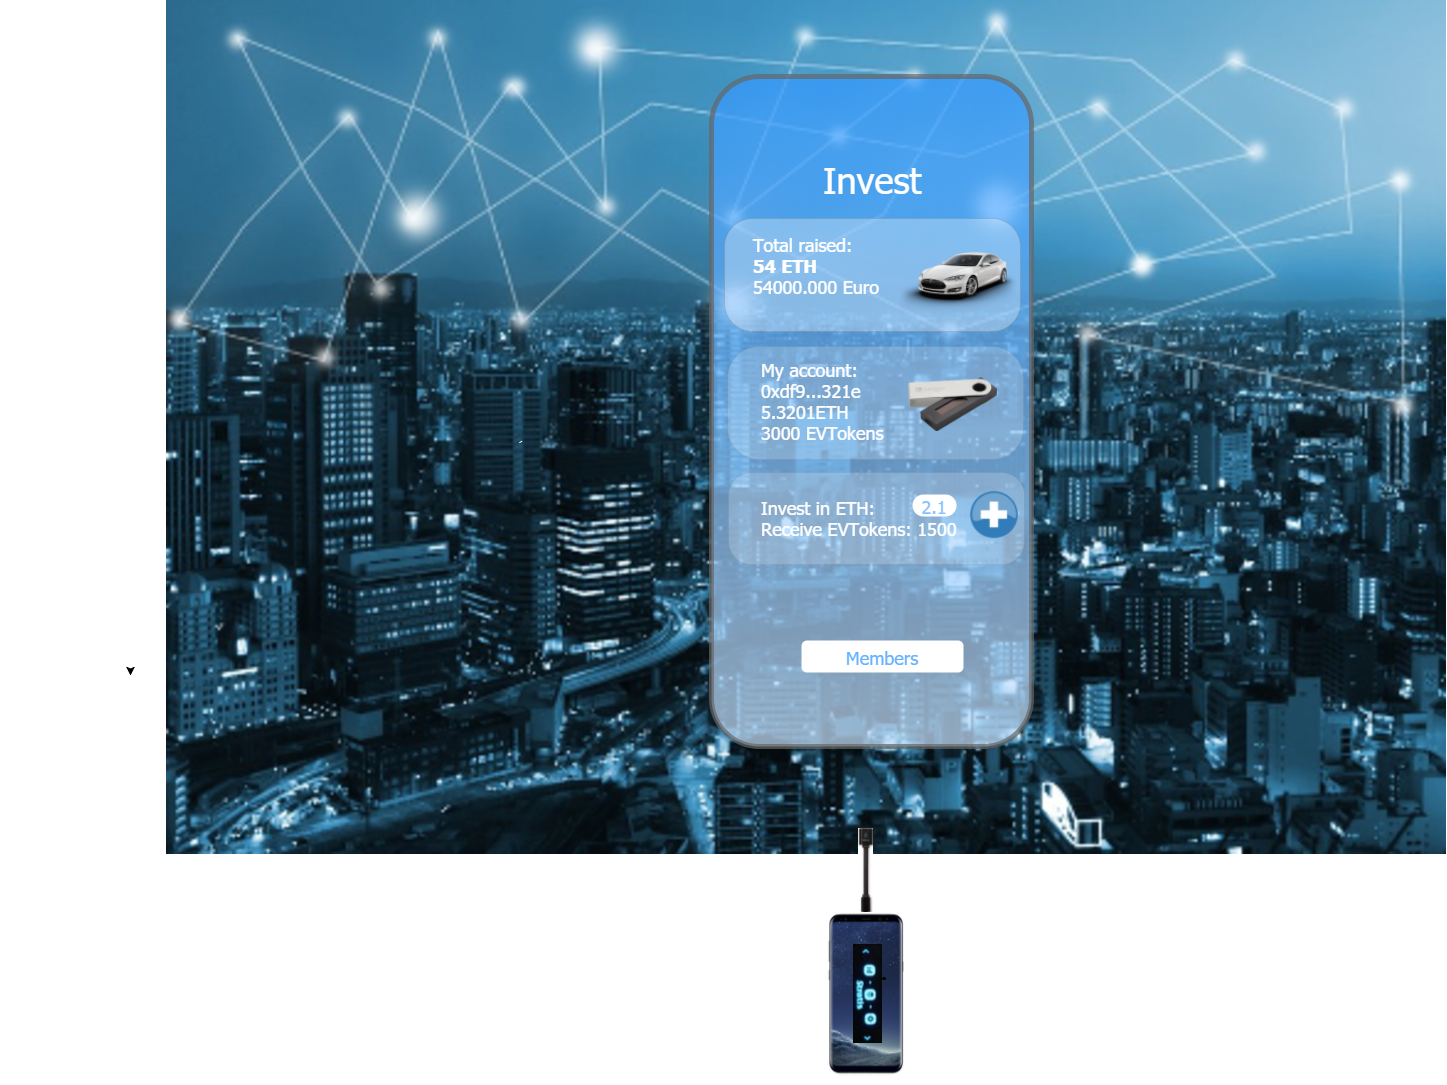 Invest
Total raised:
54 ETH
54000.000 Euro
My account:
0xdf9...321e
5.3201ETH
3000 EVTokens
Invest in ETH: 2.1
Receive EVTokens: 1500
Members
Stratis